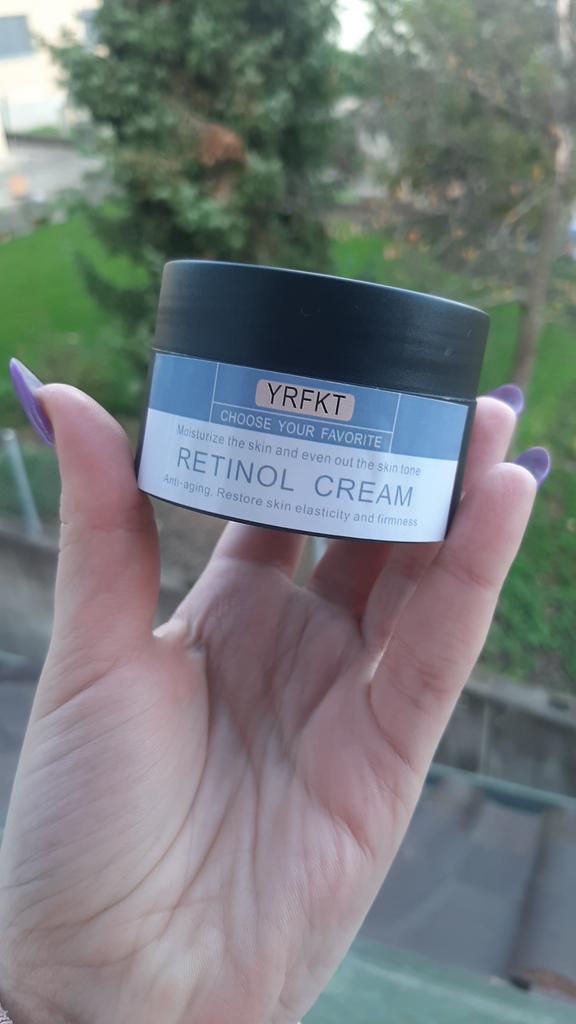 YRFKT
CHOOSE YOUR FAVORITE
Moisturize the skin and even out the skin tone
RETINOL CREAM
Anti-aging, Restore skin elasticity and firmness